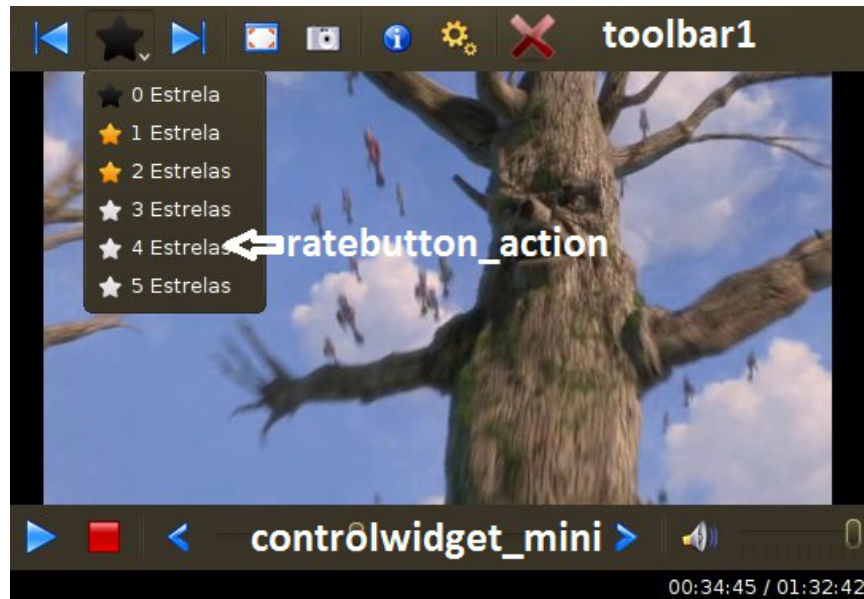 toolbar1
0 Estrela
1 Estrela
2 Estrelas
3 Estrelas
4 Estrelas
5 Estrelas
ratebutton_action
controlwidget_mini
00:34:45 / 01:32:42